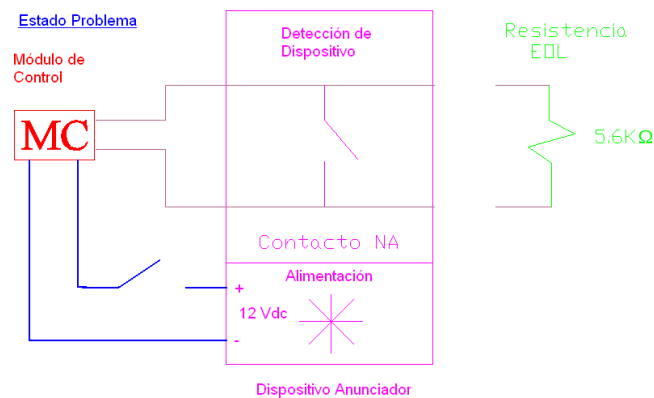 Estado Problema
Módulo de
Control
MC
Detección de
Dispositivo
Resistencia
EOL
5.6KΩ
Contacto NA
Alimentación
+
12 Vdc
-
Dispositivo Anunciador